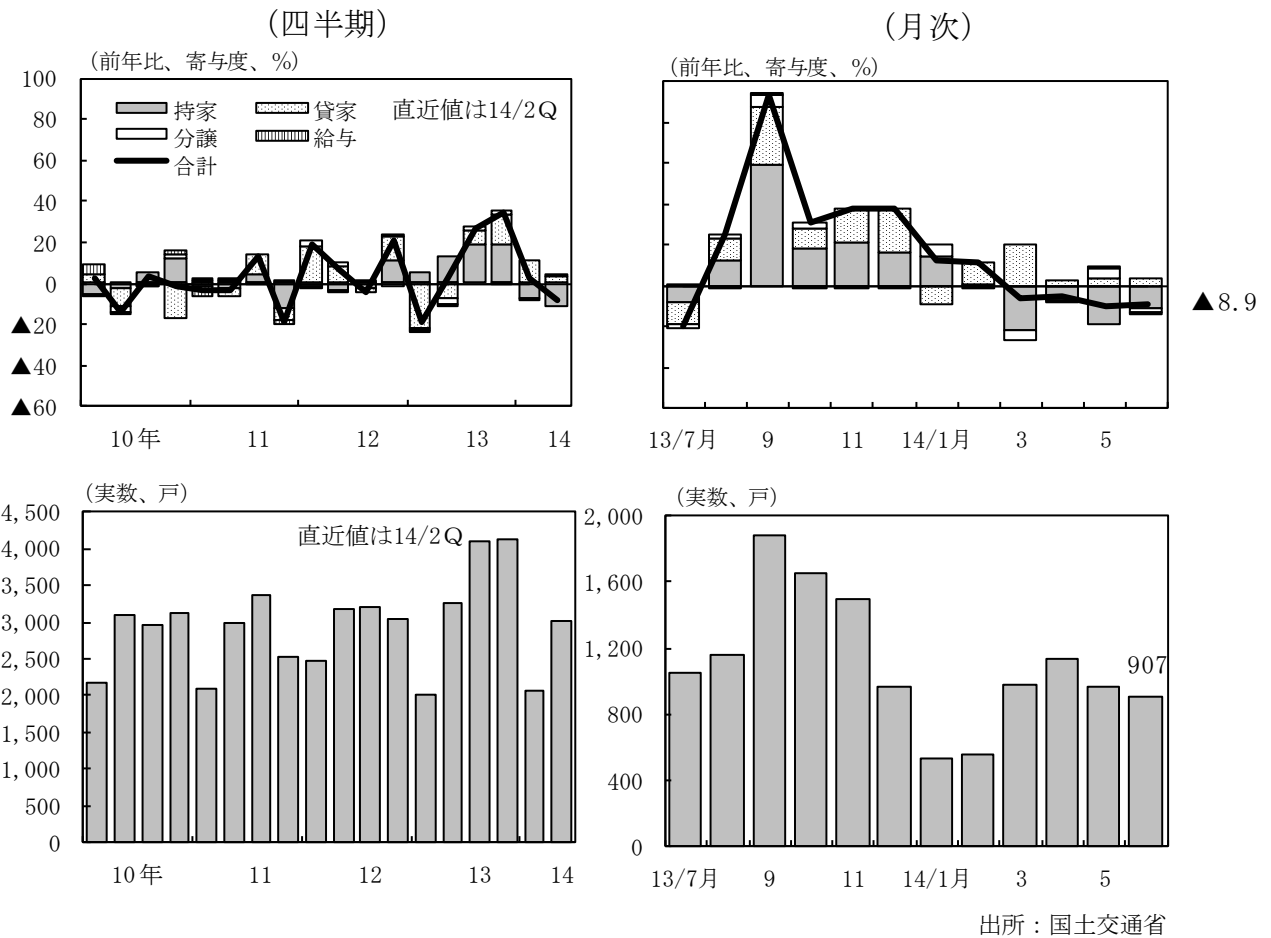 (四半期)
(前年比、寄与度、%)
100
80
60
40
20
0
▲20
▲40
▲60
持家
貸家
分譲
給与
合計
直近値は14/2Q
10年
11
12
13
14
(月次)
(前年比、寄与度、%)
▲8.9
13/7月
9
11
14/1月
3
5
(実数、戸)
4,500
4,000
3,500
3,000
2,500
2,000
1,500
1,000
500
0
直近値は14/2Q
10年
11
12
13
14
(実数、戸)
2,000
1,600
1,200
800
400
0
907
13/7月
9
11
14/1月
3
5
出所:国土交通省